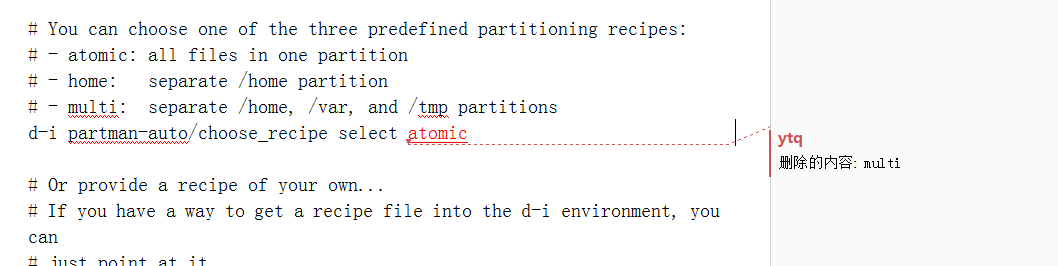 # You can choose one of the three predefined partitioning recipes:
# - atomic: all files in one partition
# - home:   separate /home partition
# - multi:  separate /home, /var, and /tmp partitions
d-i partman-auto/choose_recipe select atomic
ytq
删除的内容: multi
# Or provide a recipe of your own...
# If you have a way to get a recipe file into the d-i environment, you
can
# just point at it.